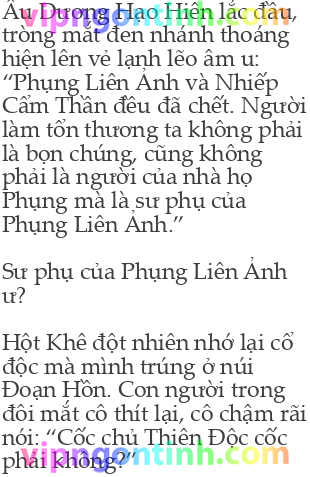 Âu Dương Hạo Hiên lắc đầu,
vipngontinh.com
tròng mắt đen nhánh thoáng
hiện lên vẻ lạnh lẽo âm u:
“Phụng Liên Ảnh và Nhiếp
Cẩm Thần đều đã chết. Người
làm tổn thương ta không phải
là bọn chúng, cũng không
phải là người của nhà họ
Phụng mà là sư phụ của
Phụng Liên Ảnh.”
Sư phụ của Phụng Liên Ảnh
ư?
Hột Khê đột nhiên nhớ lại cổ
độc mà mình trúng ở núi
Đoạn Hồn. Con người trong
đôi mắt cô thít lại, cô chậm rãi
nói: “Cốc chủ Thiên Độc cốc
vipngontinh.com
phải không?”